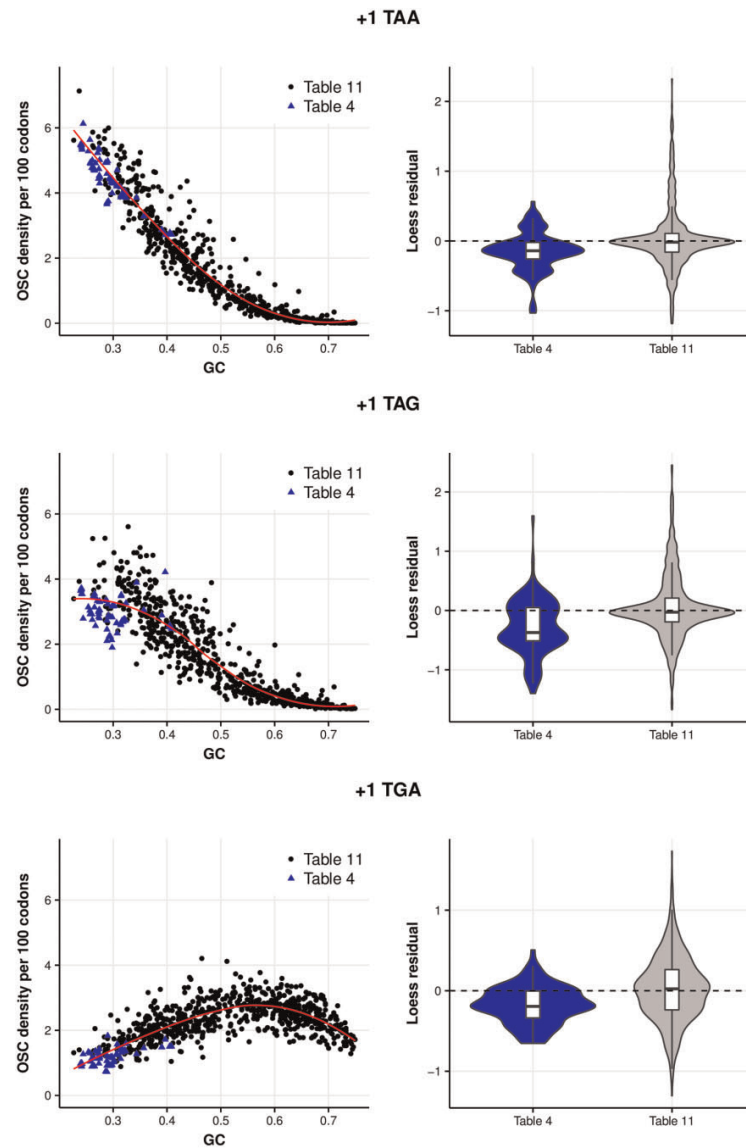 +1 TAA
OSC density per 100 codons
6
4
2
0
Table 11
Table 4
0.3 0.4 0.5 0.6 0.7
GC
Loess residual
2
1
0
−1
Table 4 Table 11
+1 TAG
OSC density per 100 codons
6
4
2
0
Table 11
Table 4
0.3 0.4 0.5 0.6 0.7
GC
Loess residual
2
1
0
−1
Table 4 Table 11
+1 TGA
OSC density per 100 codons
6
4
2
0
Table 11
Table 4
0.3 0.4 0.5 0.6 0.7
GC
Loess residual
1
0
−1
Table 4 Table 11